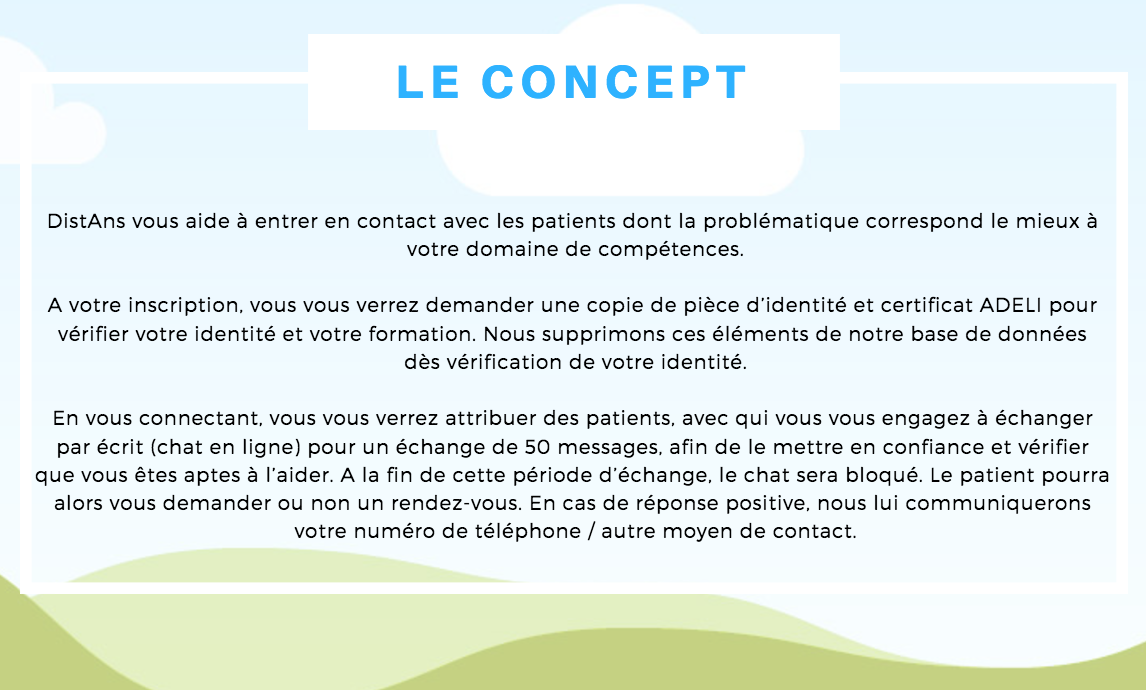 LE CONCEPT
DistAns vous aide à entrer en contact avec les patients dont la problématique correspond le mieux à
votre domaine de compétences.
A votre inscription, vous vous verrez demander une copie de pièce d'identité et certificat ADELI pour
vérifier votre identité et votre formation. Nous supprimons ces éléments de notre base de données
dès vérification de votre identité.
En vous connectant, vous vous verrez attribuer des patients, avec qui vous vous engagez à échanger
par écrit (chat en ligne) pour un échange de 50 messages, afin de le mettre en confiance et vérifier
que vous êtes aptes à l'aider. A la fin de cette période d'échange, le chat sera bloqué. Le patient pourra
alors vous demander ou non un rendez-vous. En cas de réponse positive, nous lui communiquerons
votre numéro de téléphone / autre moyen de contact.